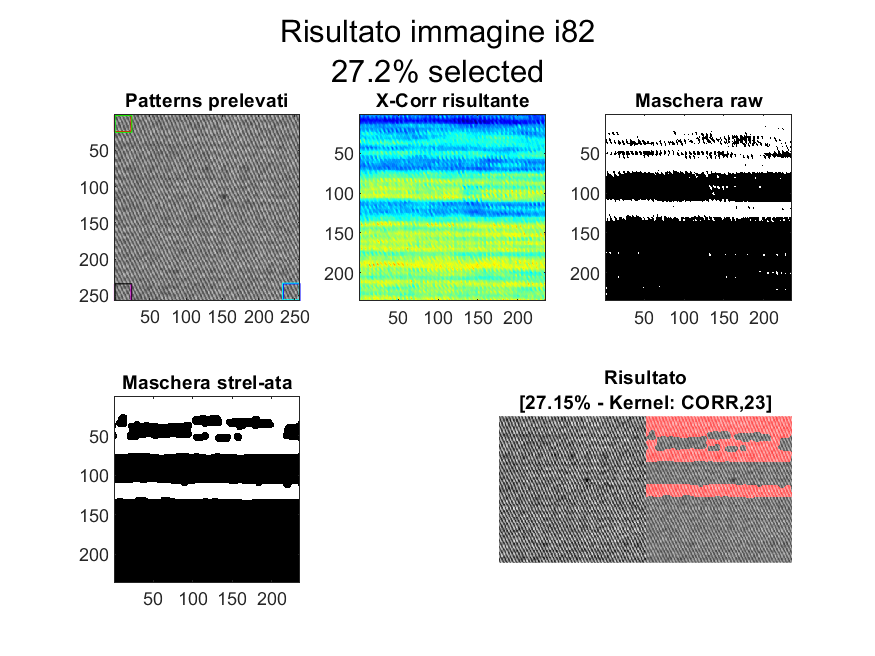 Risultato immagine i82
27.2% selected
Patterns prelevati
50
100
150
200
250
50 100 150 200 250
X-Corr risultante
50
100
150
200
50 100 150 200
Maschera raw
50
100
150
200
50 100 150 200
Maschera strel-ata
50
100
150
200
50 100 150 200
Risultato
[27.15% - Kernel: CORR,23]